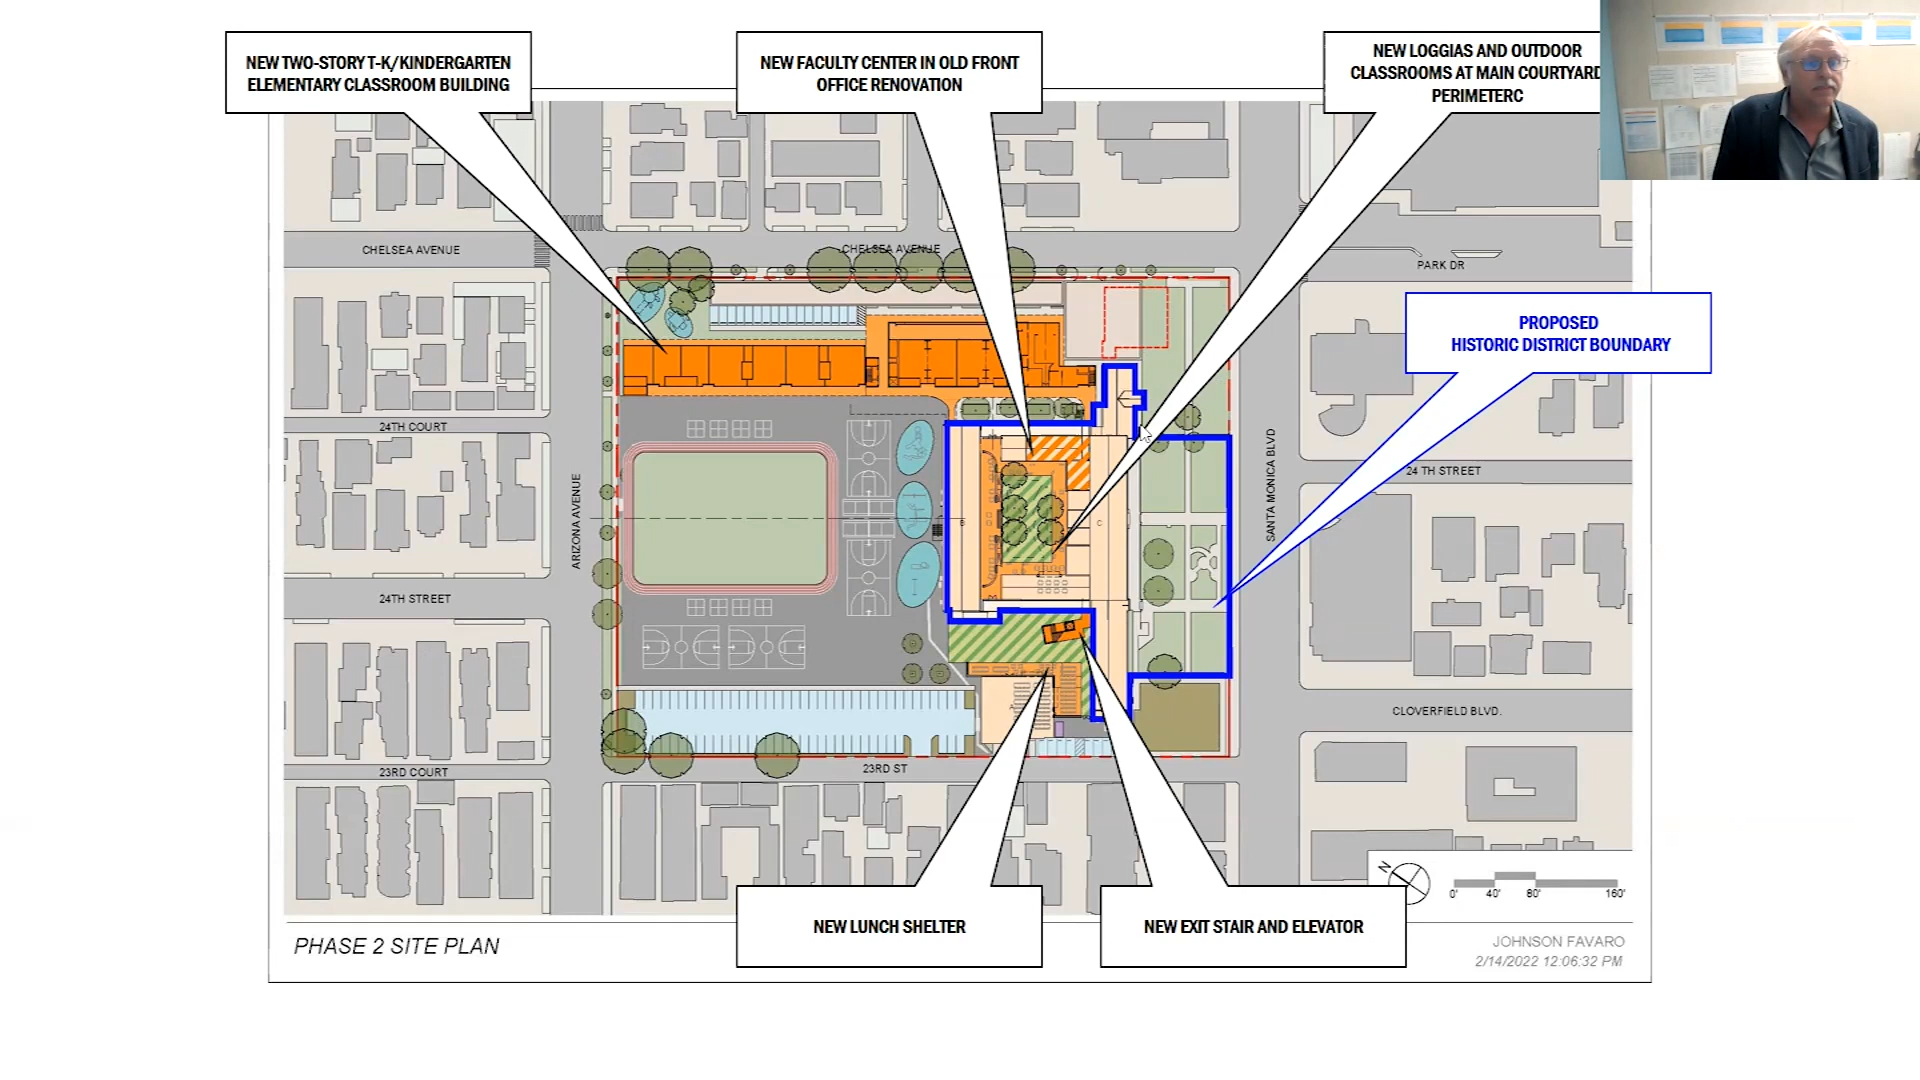 NEW TWO-STORY T-K/KINDERGARTEN
ELEMENTARY CLASSROOM BUILDING
NEW FACULTY CENTER IN OLD FRONT
OFFICE RENOVATION
NEW LOGGIAS AND OUTDOOR
CLASSROOMS AT MAIN COURTYARD
PERIMETERC
CHELSEA AVENUE
CHELSEA AVENUE
PARK DR
PROPOSED
HISTORIC DISTRICT BOUNDARY
24TH COURT
24 TH STREET
ARIZONA AVENUE
SANTA MONICA BLVD
B
C
24TH STREET
A
CLOVERFIELD BLVD.
23RD COURT
23RD ST
NEW LUNCH SHELTER
NEW EXIT STAIR AND ELEVATOR
N
0' 40' 80' 160'
PHASE 2 SITE PLAN
JOHNSON FAVARO
2/14/2022 12:06:32 PM